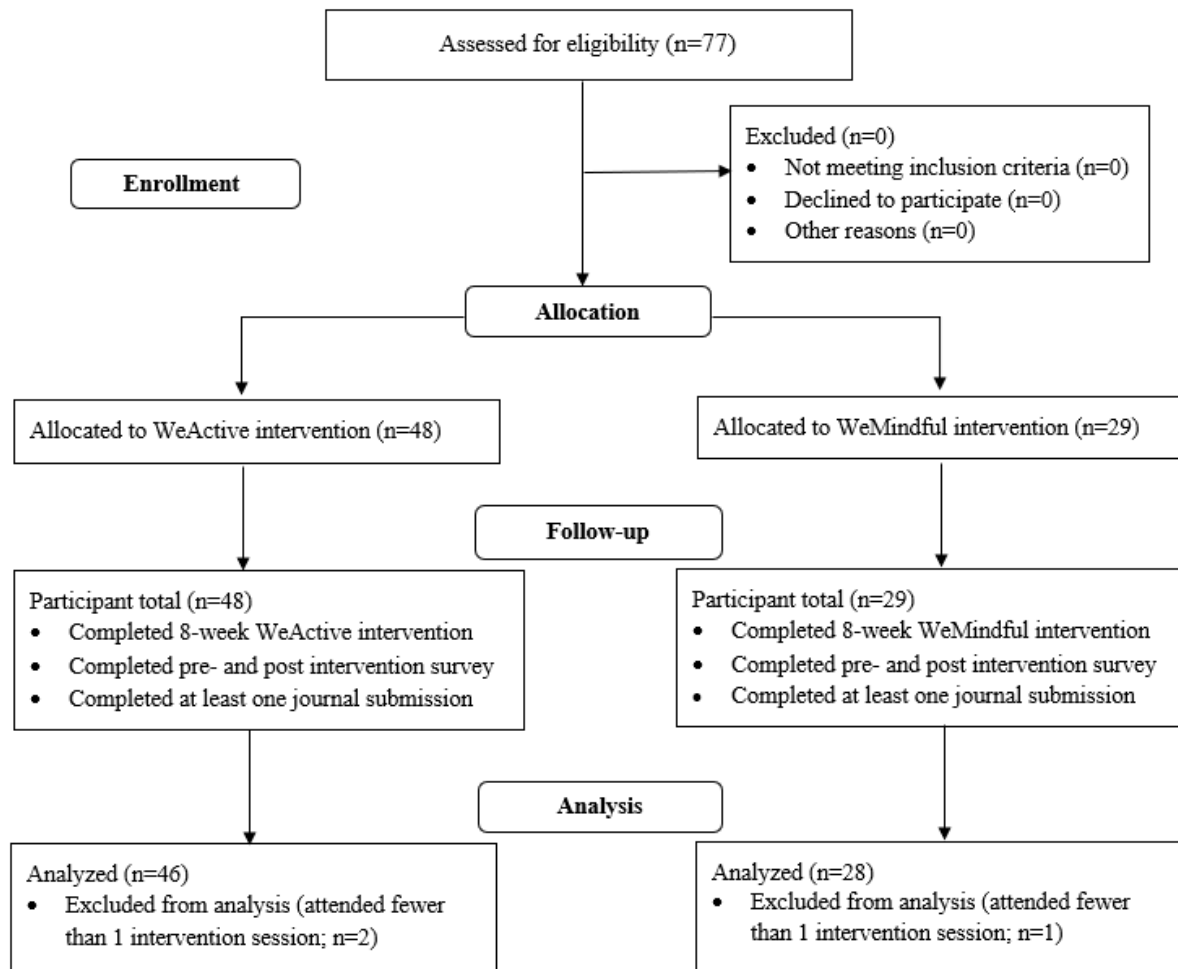 Assessed for eligibility (n=77)
Excluded (n=0)
• Not meeting inclusion criteria (n=0)
• Declined to participate (n=0)
• Other reasons (n=0)
Enrollment
Allocation
Allocated to WeActive intervention (n=48)
Allocated to WeMindful intervention (n=29)
Follow-up
Participant total (n=48)
• Completed 8-week WeActive intervention
• Completed pre- and post intervention survey
• Completed at least one journal submission
Participant total (n=29)
• Completed 8-week WeMindful intervention
• Completed pre- and post intervention survey
• Completed at least one journal submission
Analysis
Analyzed (n=46)
• Excluded from analysis (attended fewer
than 1 intervention session; n=2)
Analyzed (n=28)
• Excluded from analysis (attended fewer
than 1 intervention session; n=1)